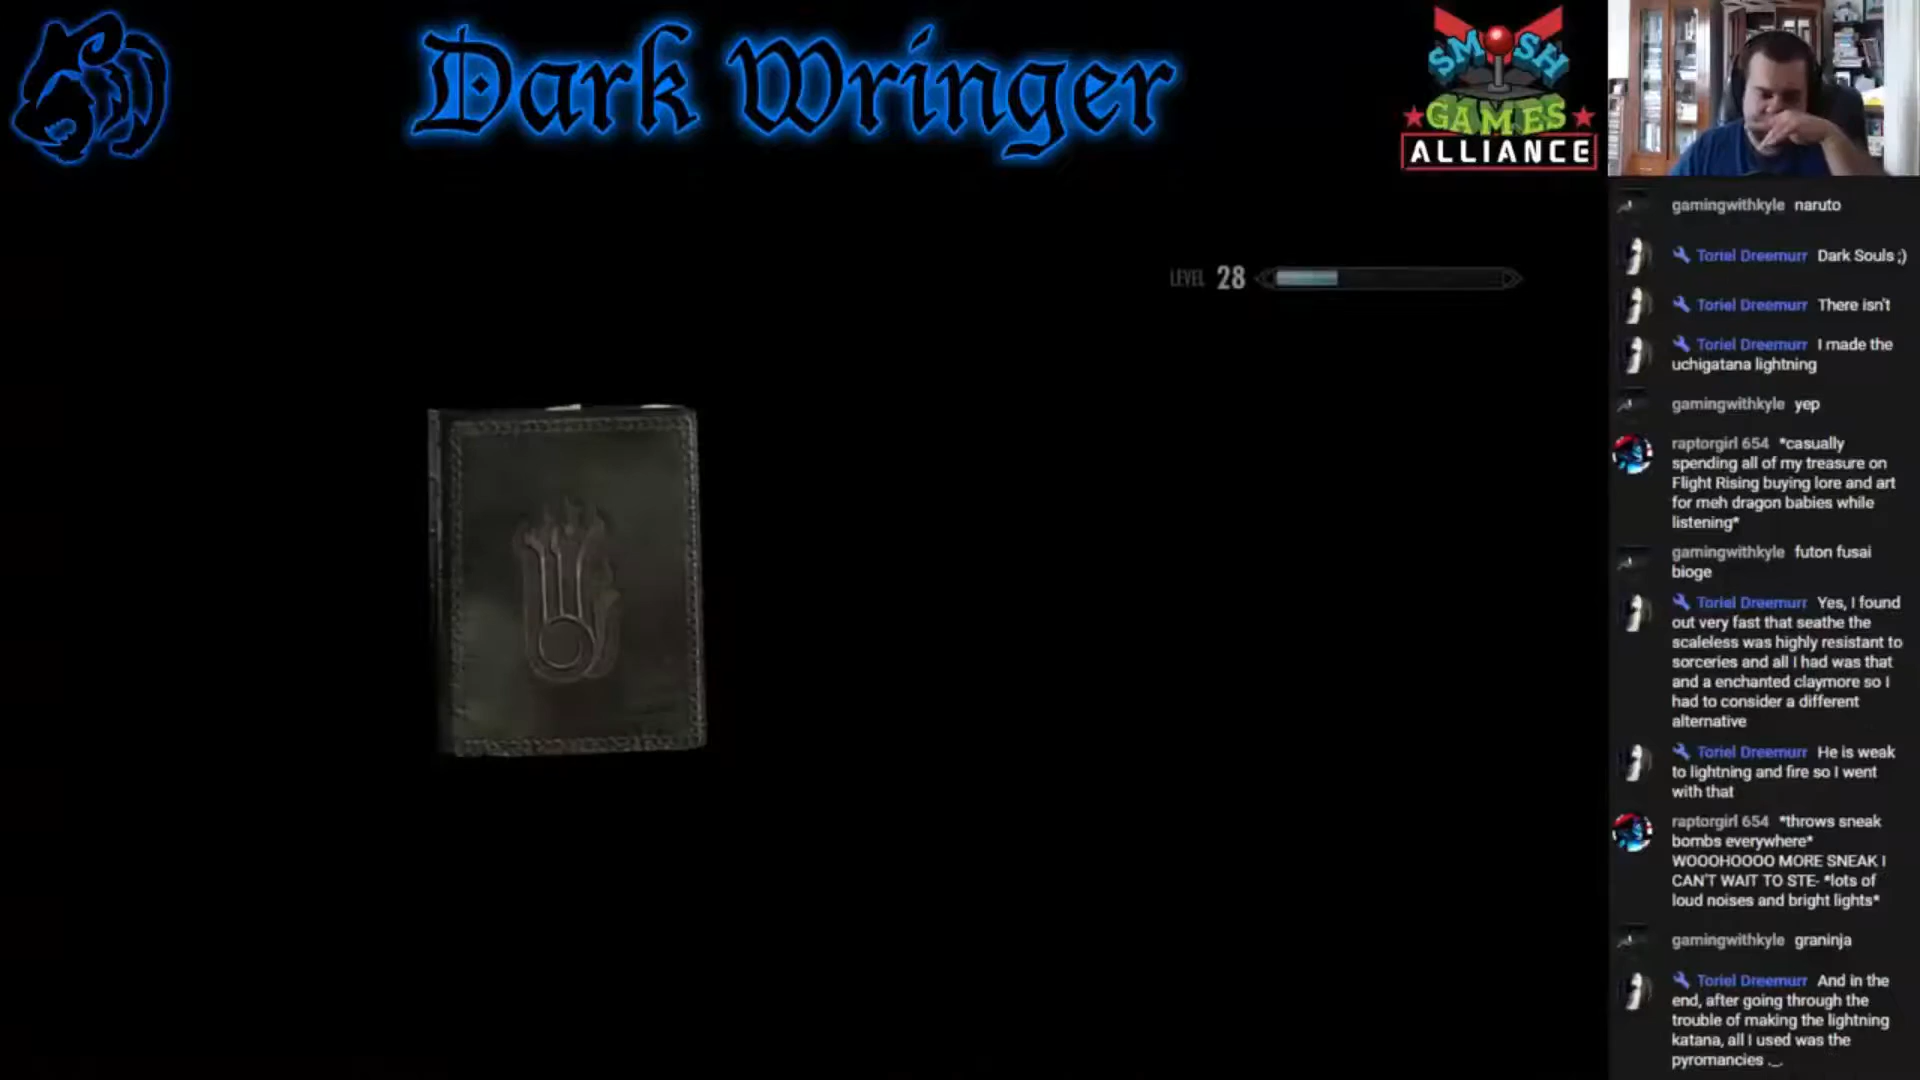 Dark Wringer
SMASH
GAMES
ALLIANCE
LEVEL 28
gamingwithkyle naruto
Toriel Dreemurr Dark Souls ;)
Toriel Dreemurr There isn't
Toriel Dreemurr I made the
uchigatana lightning
gamingwithkyle yep
raptorgirl 654 *casually
spending all of my treasure on
Flight Rising buying lore and art
for meh dragon babies while
listening*
gamingwithkyle futon fusai
bioge
Toriel Dreemurr Yes, I found
out very fast that seathe the
scaleless was highly resistant to
sorceries and all I had was that
and a enchanted claymore so I
had to consider a different
alternative
Toriel Dreemurr He is weak
to lightning and fire so I went
with that
raptorgirl 654 *throws sneak
bombs everywhere*
WOOOHOOOO MORE SNEAK I
CAN'T WAIT TO STE- *lots of
loud noises and bright lights*
gamingwithkyle graninja
Toriel Dreemurr And in the
end, after going through the
trouble of making the lightning
katana, all I used was the
pyromancies ._.